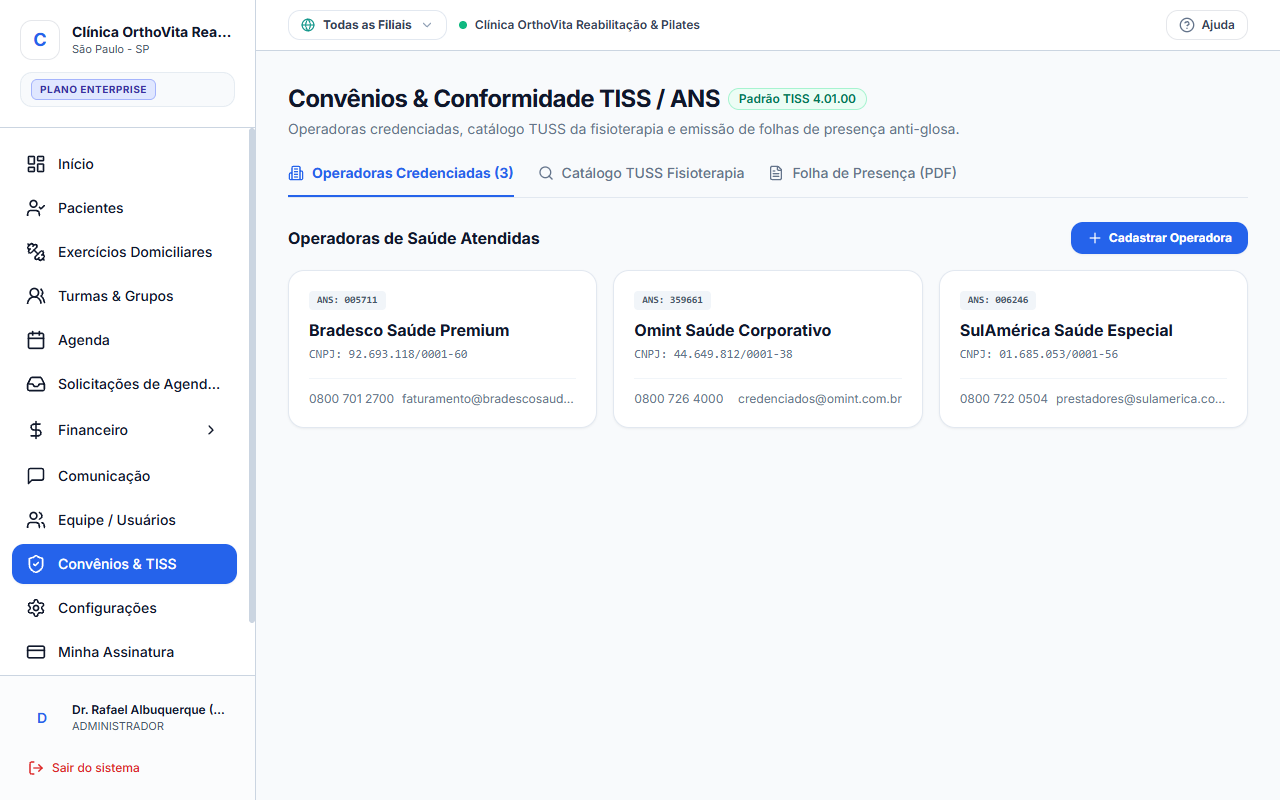 C
Clínica OrthoVita Rea...
São Paulo - SP
PLANO ENTERPRISE
Início
Pacientes
Exercícios Domiciliares
Turmas & Grupos
Agenda
Solicitações de Agend...
Financeiro
Comunicação
Equipe / Usuários
Convênios & TISS
Configurações
Minha Assinatura
D
Dr. Rafael Albuquerque (...
ADMINISTRADOR
Sair do sistema
Todas as Filiais
Clínica OrthoVita Reabilitação & Pilates
Ajuda
Convênios & Conformidade TISS / ANS
Padrão TISS 4.01.00
Operadoras credenciadas, catálogo TUSS da fisioterapia e emissão de folhas de presença anti-glosa.
Operadoras Credenciadas (3)
Catálogo TUSS Fisioterapia
Folha de Presença (PDF)
Operadoras de Saúde Atendidas
Cadastrar Operadora
ANS: 005711
Bradesco Saúde Premium
CNPJ: 92.693.118/0001-60
0800 701 2700 faturamento@bradescosaud...
ANS: 359661
Omint Saúde Corporativo
CNPJ: 44.649.812/0001-38
0800 726 4000 credenciados@omint.com.br
ANS: 006246
SulAmérica Saúde Especial
CNPJ: 01.685.053/0001-56
0800 722 0504 prestadores@sulamerica.co...